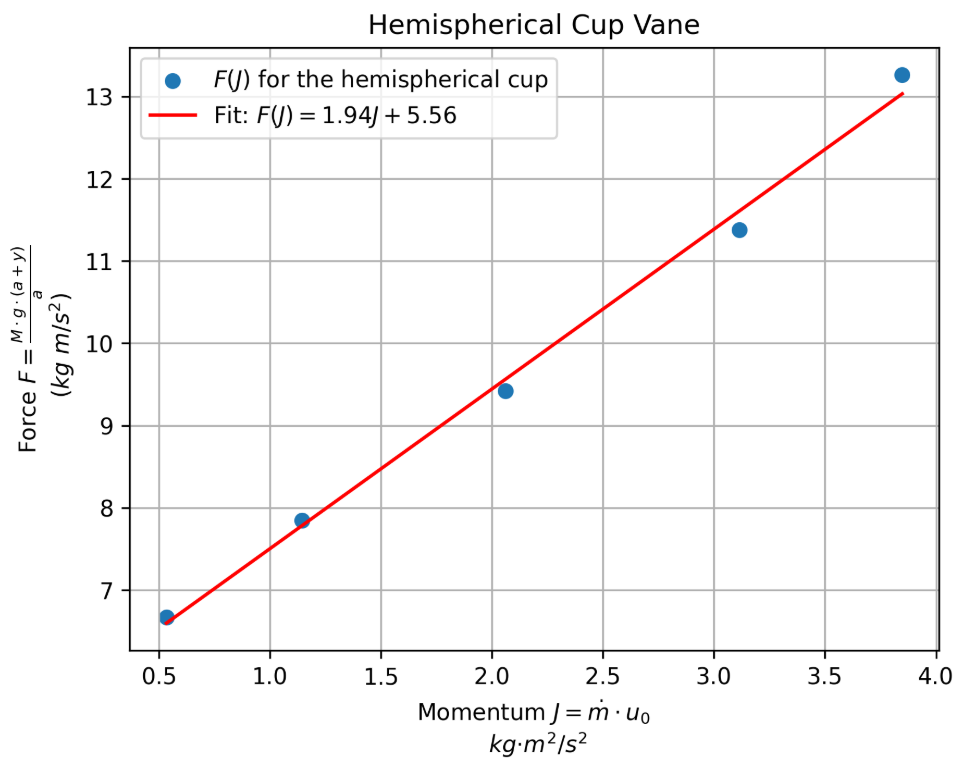 Hemispherical Cup Vane
F(J) for the hemispherical cup
Fit: F(J) = 1.94J + 5.56
13
12
11
10
9
8
7
Force F = M · g · (a + y) / a
(kg m/s²)
0.5 1.0 1.5 2.0 2.5 3.0 3.5 4.0
Momentum J = ṁ · u₀
kg·m²/s²